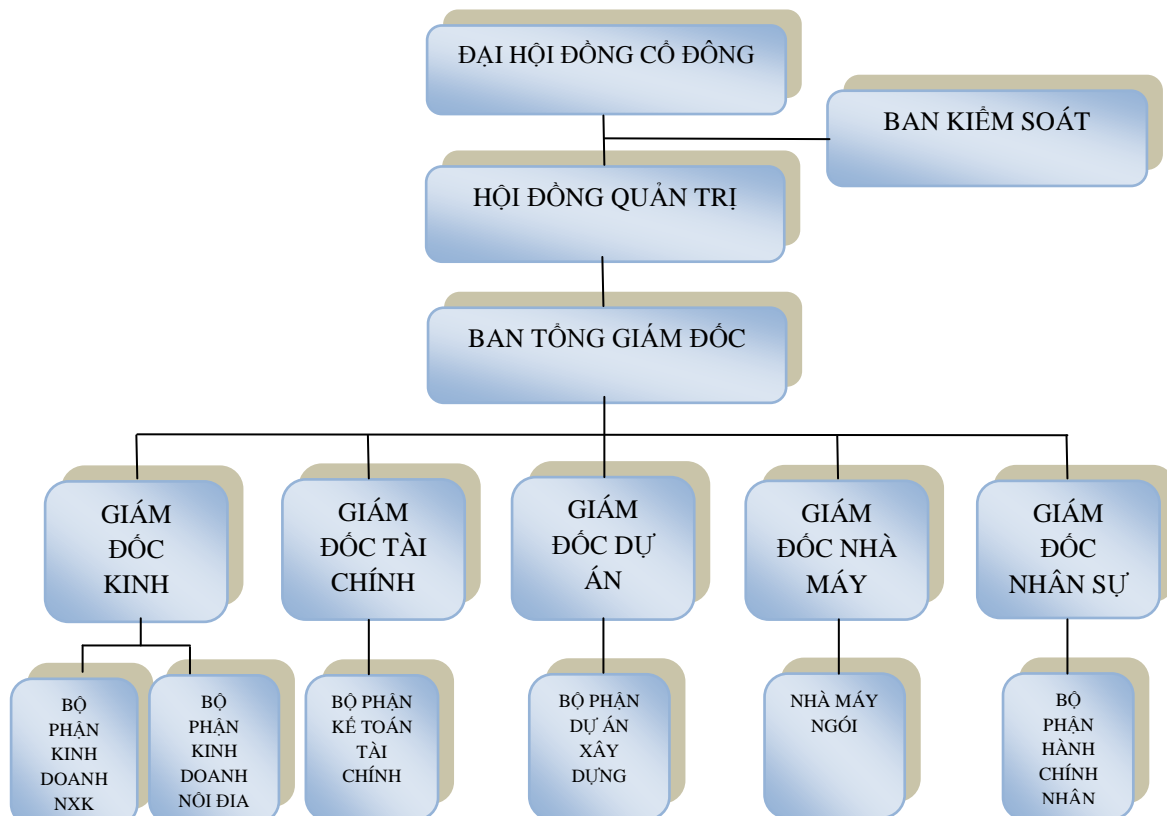 ĐẠI HỘI ĐỒNG CỔ ĐÔNG
BAN KIỂM SOÁT
HỘI ĐỒNG QUẢN TRỊ
BAN TỔNG GIÁM ĐỐC
GIÁM
ĐỐC
KINH
GIÁM
ĐỐC TÀI
CHÍNH
GIÁM
ĐỐC DỰ
ÁN
GIÁM
ĐỐC NHÀ
MÁY
GIÁM
ĐỐC
NHÂN SỰ
BỘ
PHẬN
KINH
DOANH
NXK
BỘ
PHẬN
KINH
DOANH
NỘI ĐỊA
BỘ PHẬN
KẾ TOÁN
TÀI
CHÍNH
BỘ PHẬN
DỰ ÁN
XÂY
DỰNG
NHÀ MÁY
NGÓI
BỘ
PHẬN
HÀNH
CHÍNH
NHÂN